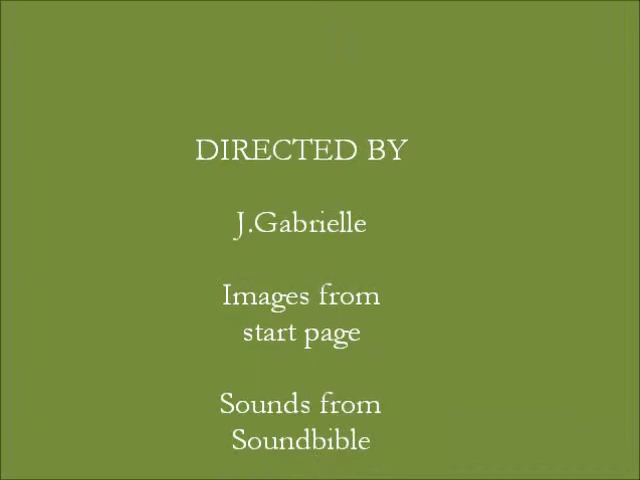 DIRECTED BY
J.Gabrielle
Images from
start page
Sounds from
Soundbible